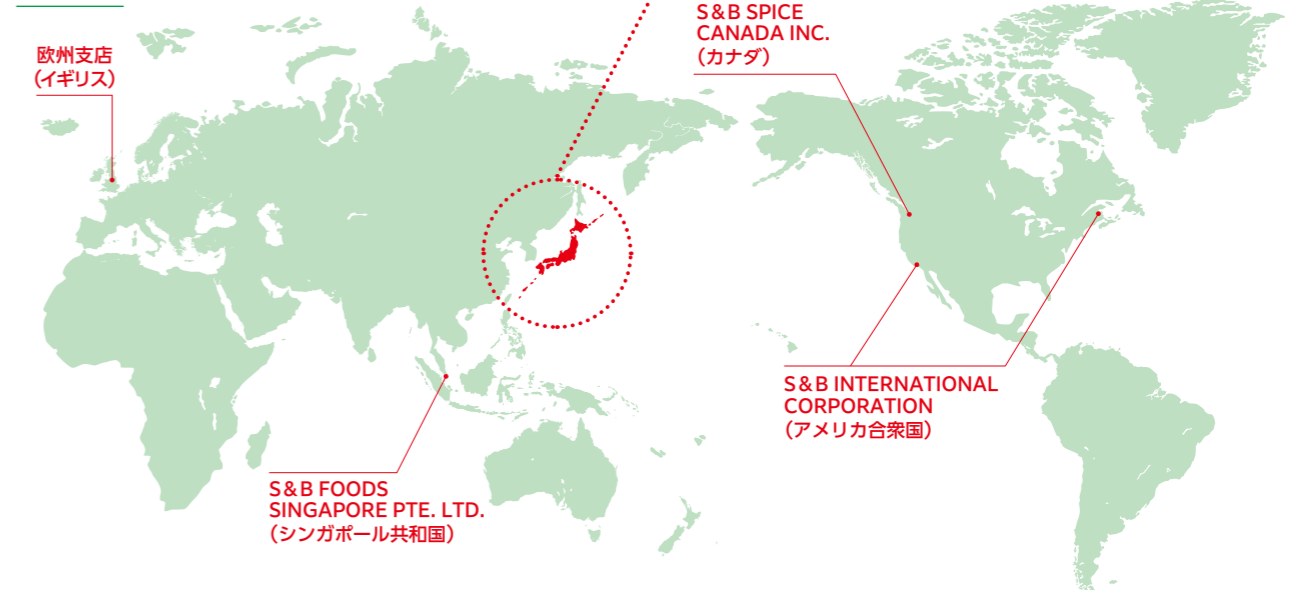 欧州支店
（イギリス）
S&B SPICE
CANADA INC.
（カナダ）
S&B INTERNATIONAL
CORPORATION
（アメリカ合衆国）
S&B FOODS
SINGAPORE PTE. LTD.
（シンガポール共和国）